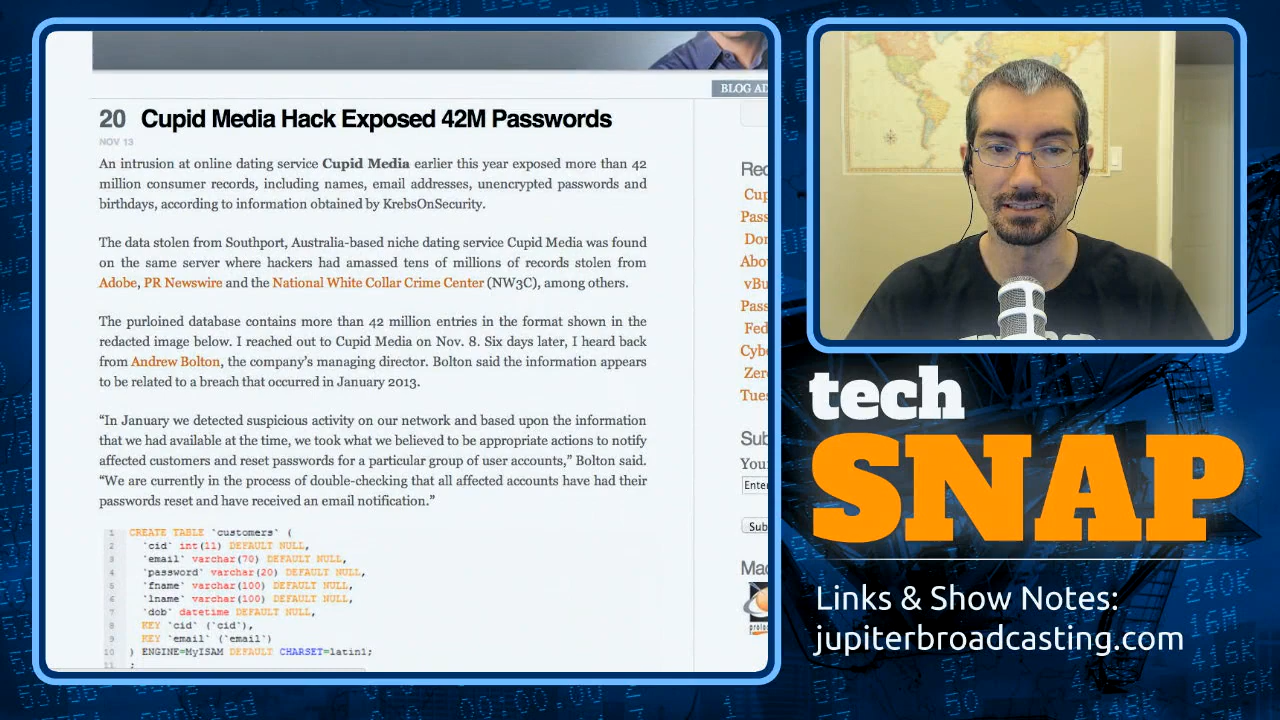 BLOG AD
20 Cupid Media Hack Exposed 42M Passwords
NOV 13
An intrusion at online dating service Cupid Media earlier this year exposed more than 42
million consumer records, including names, email addresses, unencrypted passwords and
birthdays, according to information obtained by KrebsOnSecurity.
The data stolen from Southport, Australia-based niche dating service Cupid Media was found
on the same server where hackers had amassed tens of millions of records stolen from
Adobe, PR Newswire and the National White Collar Crime Center (NW3C), among others.
The purloined database contains more than 42 million entries in the format shown in the
redacted image below. I reached out to Cupid Media on Nov. 8. Six days later, I heard back
from Andrew Bolton, the company's managing director. Bolton said the information appears
to be related to a breach that occurred in January 2013.
“In January we detected suspicious activity on our network and based upon the information
that we had available at the time, we took what we believed to be appropriate actions to notify
affected customers and reset passwords for a particular group of user accounts,” Bolton said.
“We are currently in the process of double-checking that all affected accounts have had their
passwords reset and have received an email notification.”
1 CREATE TABLE `customers` (
2 `cid` int(11) DEFAULT NULL,
3 `email` varchar(70) DEFAULT NULL,
4 `password` varchar(20) DEFAULT NULL,
5 `fname` varchar(100) DEFAULT NULL,
6 `lname` varchar(100) DEFAULT NULL,
7 `dob` datetime DEFAULT NULL,
8 KEY `cid` (`cid`),
9 KEY `email` (`email`)
10 ) ENGINE=MyISAM DEFAULT CHARSET=latin1;
11 ;
Rec
Cup
Pass
Don
Abo
vBu
Pass
Fed
Cybe
Zero
Tues
Sub
Your
Enter
Sub
Mac
tech
SNAP
Links & Show Notes:
jupiterbroadcasting.com